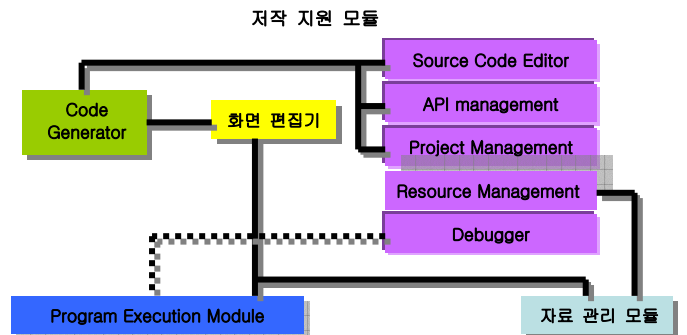 저작 지원 모듈
Source Code Editor
Code
Generator
화면 편집기
API management
Project Management
Resource Management
Debugger
Program Execution Module
자료 관리 모듈